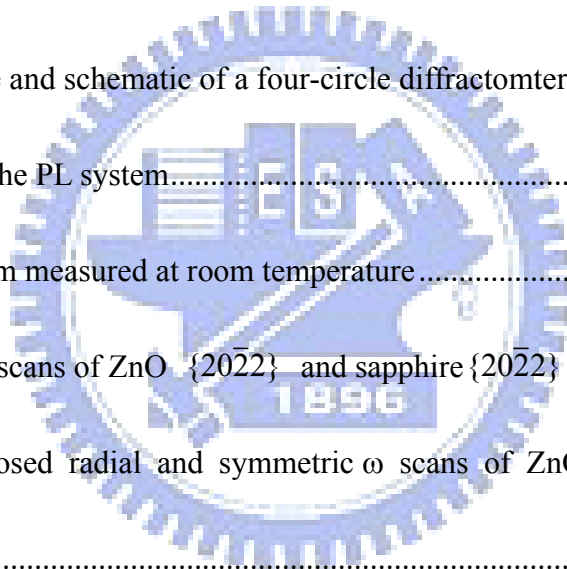 e and schematic of a four-circle diffractomter
he PL system.............................................
m measured at room temperature......................
scans of ZnO {202̅2} and sapphire {202̅2}
1896
osed radial and symmetric ω scans of ZnO
..................................................................